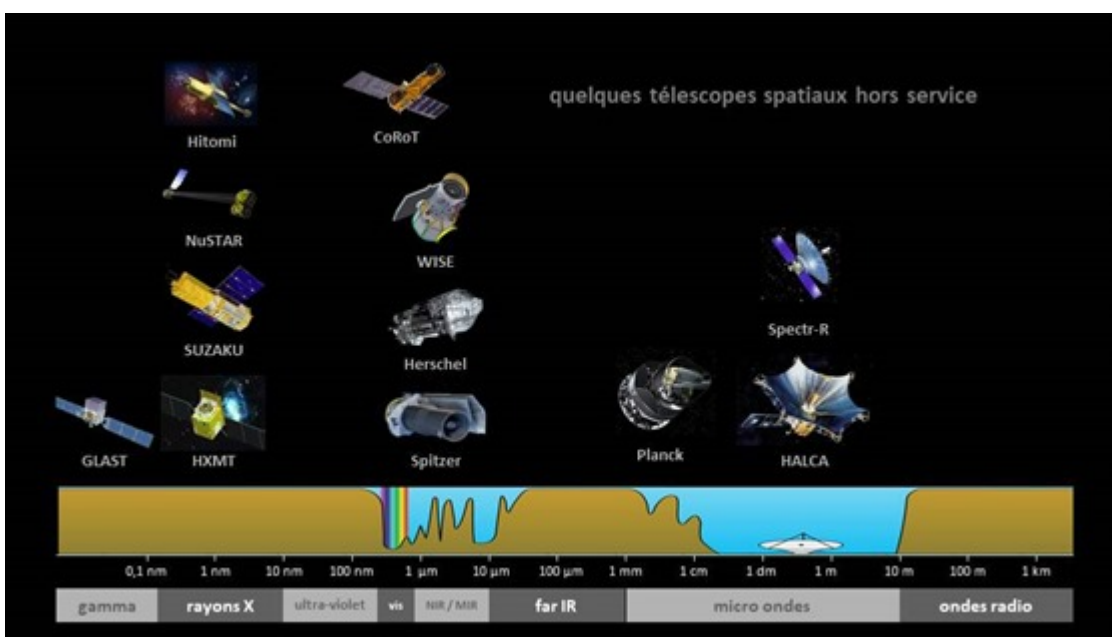 quelques télescopes spatiaux hors service
Hitomi
CoRoT
NuSTAR
WISE
SUZAKU
Herschel
Spectr-R
GLAST
HXMT
Spitzer
Planck
HALCA
0,1 nm 1 nm 10 nm 100 nm 1 µm 10 µm 100 µm 1 mm 1 cm 1 dm 1 m 10 m 100 m 1 km
gamma rayons X ultra-violet vis NIR / MIR far IR micro ondes ondes radio